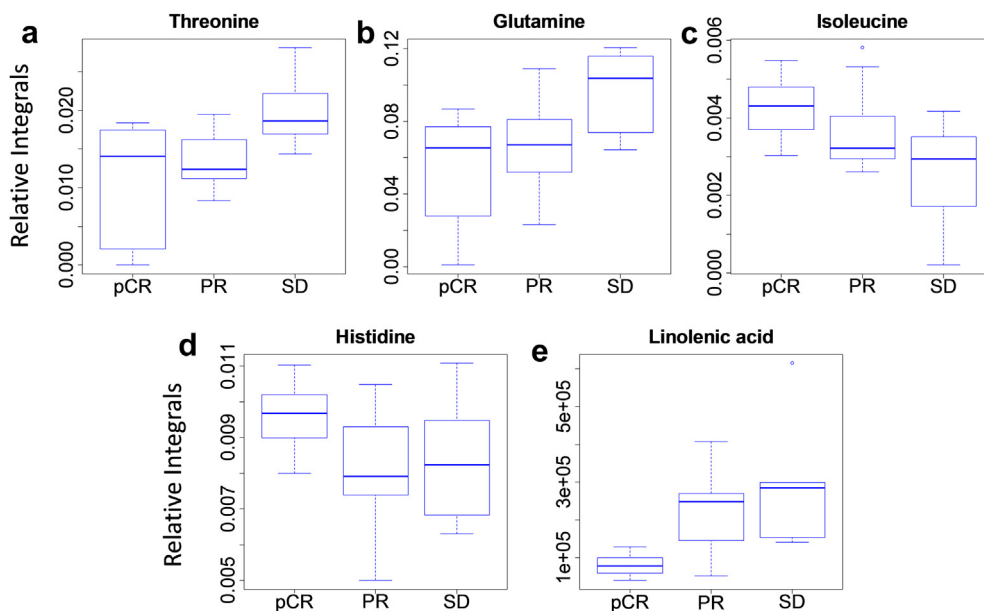 a
Threonine
Relative Integrals
0.000
0.010
0.020
pCR
PR
SD
b
Glutamine
0.00
0.04
0.08
0.12
pCR
PR
SD
c
Isoleucine
0.000
0.002
0.004
0.006
pCR
PR
SD
d
Histidine
Relative Integrals
0.005
0.007
0.009
0.011
pCR
PR
SD
e
Linolenic acid
1e+05
3e+05
5e+05
pCR
PR
SD